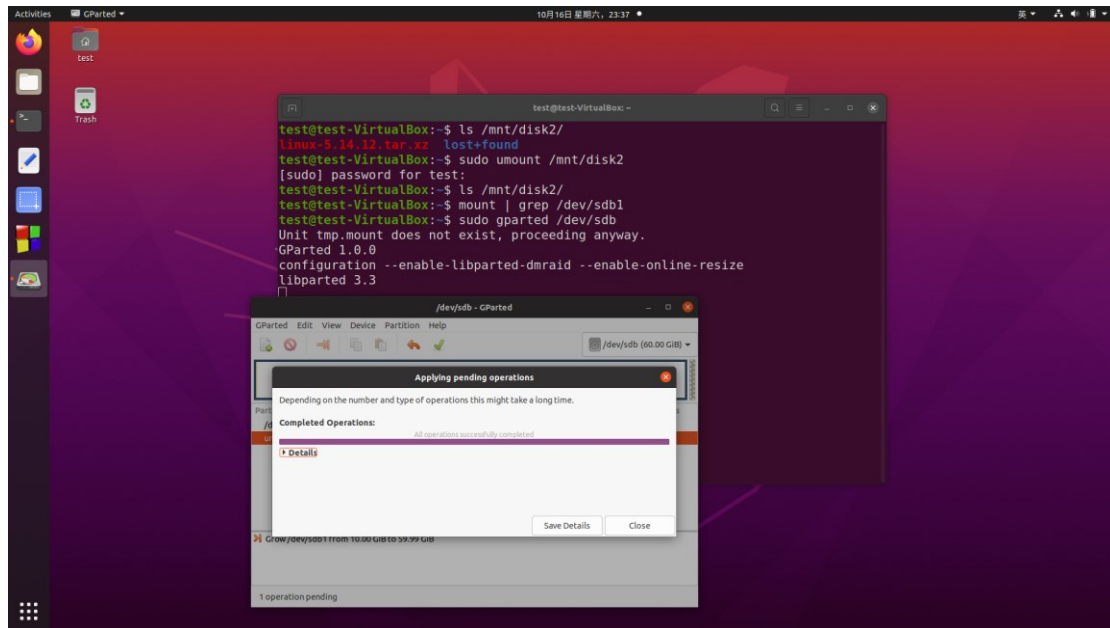 Activities GParted 10月16日 星期六，23:37 英
test
Trash
test@test-VirtualBox: ~
test@test-VirtualBox:~$ ls /mnt/disk2/
linux-5.14.12.tar.xz lost+found
test@test-VirtualBox:~$ sudo umount /mnt/disk2
[sudo] password for test:
test@test-VirtualBox:~$ ls /mnt/disk2/
test@test-VirtualBox:~$ mount | grep /dev/sdb1
test@test-VirtualBox:~$ sudo gparted /dev/sdb
Unit tmp.mount does not exist, proceeding anyway.
GParted 1.0.0
configuration --enable-libparted-dmraid --enable-online-resize
libparted 3.3
/dev/sdb - GParted
GParted Edit View Device Partition Help
/dev/sdb (60.00 GiB)
Applying pending operations
Depending on the number and type of operations this might take a long time.
Part
Completed Operations:
/d
All operations successfully completed
un
Details
Save Details Close
Grow /dev/sdb1 from 10.00 GiB to 59.99 GiB
1 operation pending